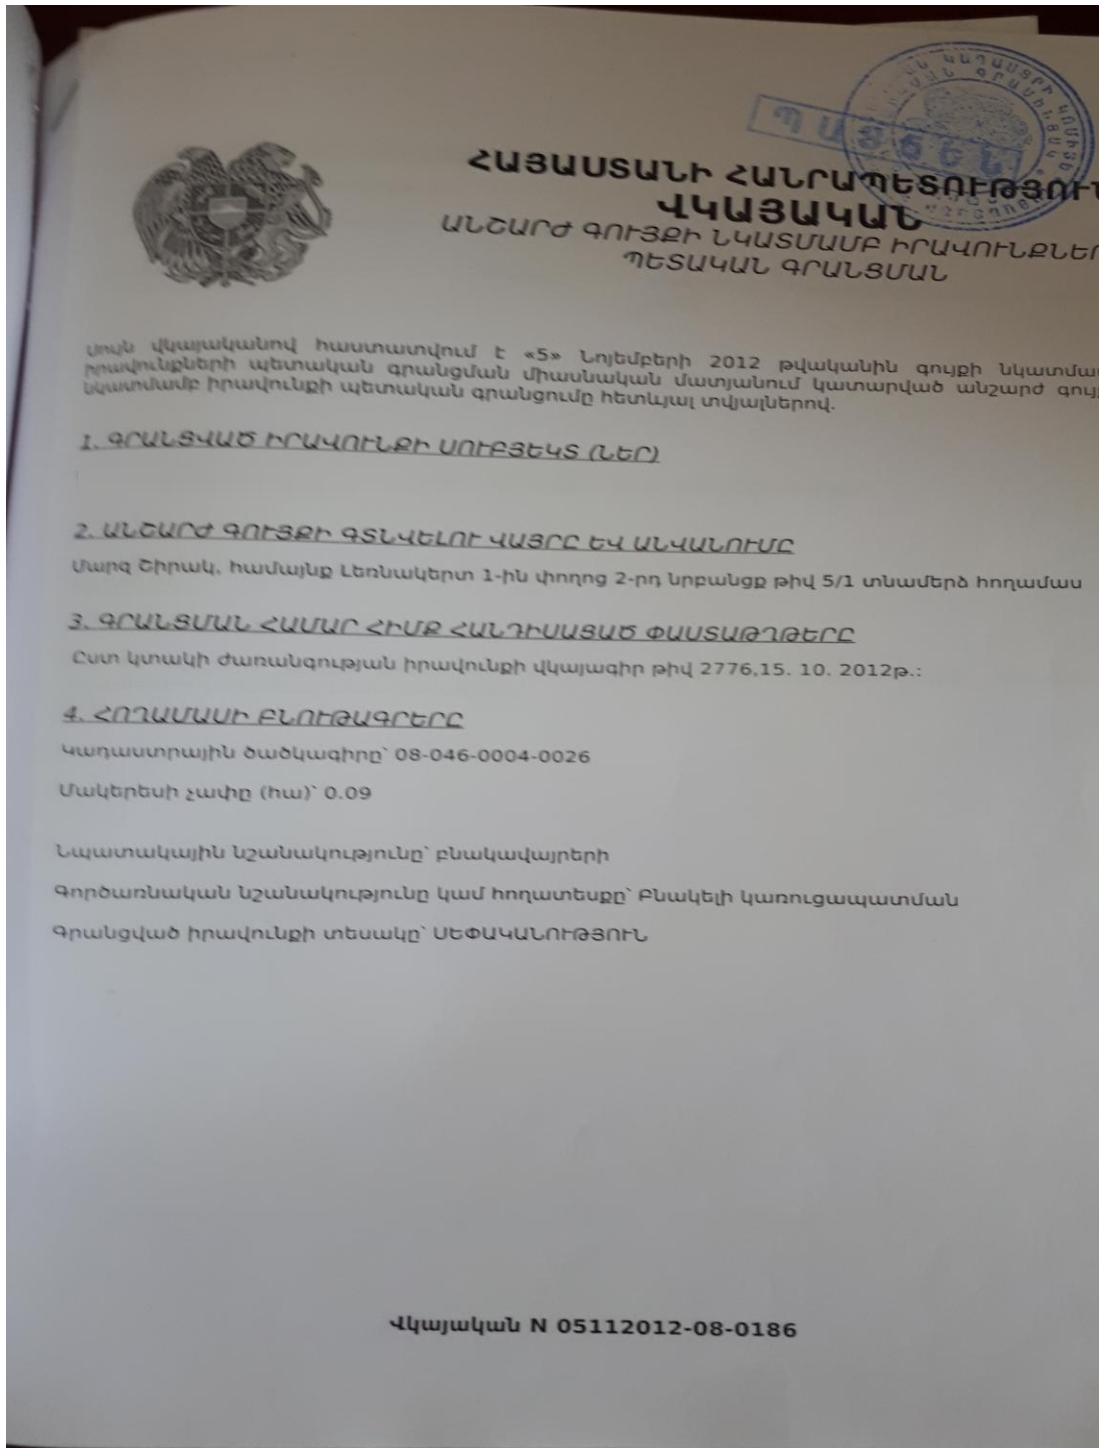 ՊԱՏՃԵՆ
ՀԱՅԱՍՏԱՆԻ ՀԱՆՐԱՊԵՏՈՒԹՅՈՒՆ
ՎԿԱՅԱԿԱՆ
ԱՆՇԱՐԺ ԳՈՒՅՔԻ ՆԿԱՏՄԱՄԲ ԻՐԱՎՈՒՆՔՆԵՐ
ՊԵՏԱԿԱՆ ԳՐԱՆՑՄԱՆ
Սույն վկայականով հաստատվում է «5» Նոյեմբերի 2012 թվականին գույքի նկատմա
իրավունքների պետական գրանցման միասնական մատյանում կատարված անշարժ գույ
նկատմամբ իրավունքի պետական գրանցումը հետևյալ տվյալներով.
1. ԳՐԱՆՑՎԱԾ ԻՐԱՎՈՒՆՔԻ ՍՈՒԲՅԵԿՏ (ՆԵՐ)
2. ԱՆՇԱՐԺ ԳՈՒՅՔԻ ԳՏՆՎԵԼՈՒ ՎԱՅՐԸ ԵՎ ԱՆՎԱՆՈՒՄԸ
Մարզ Շիրակ, համայնք Լեռնակերտ 1-ին փողոց 2-րդ նրբանցք թիվ 5/1 տնամերձ հողամաս
3. ԳՐԱՆՑՄԱՆ ՀԱՄԱՐ ՀԻՄՔ ՀԱՆԴԻՍԱՑԱԾ ՓԱՍՏԱԹՂԹԵՐԸ
Ըստ կտակի ժառանգության իրավունքի վկայագիր թիվ 2776,15. 10. 2012թ.:
4. ՀՈՂԱՄԱՍԻ ԲՆՈՒԹԱԳՐԵՐԸ
Կադաստրային ծածկագիրը՝ 08-046-0004-0026
Մակերեսի չափը (հա)՝ 0.09
Նպատակային նշանակությունը՝ բնակավայրերի
Գործառնական նշանակությունը կամ հողատեսքը՝ Բնակելի կառուցապատման
Գրանցված իրավունքի տեսակը՝ ՍԵՓԱԿԱՆՈՒԹՅՈՒՆ
Վկայական N 05112012-08-0186